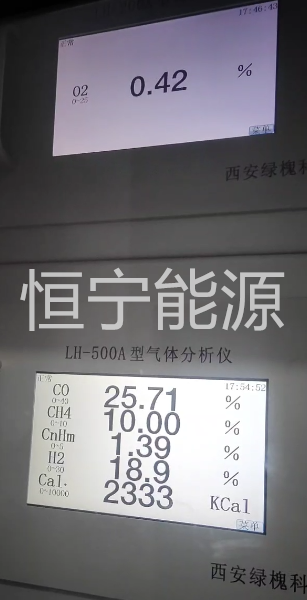 17:46:43
正常
O2
0-25
0.42
%
菜单
西安绿槐科
恒宁能源
LH-500A型气体分析仪
正常
17:54:52
CO
0-40
25.71
%
CH4
0-10
10.00
%
CnHm
0-5
1.39
%
H2
0-30
18.9
%
Cal.
0-10000
2333
KCal
菜单
西安绿槐科